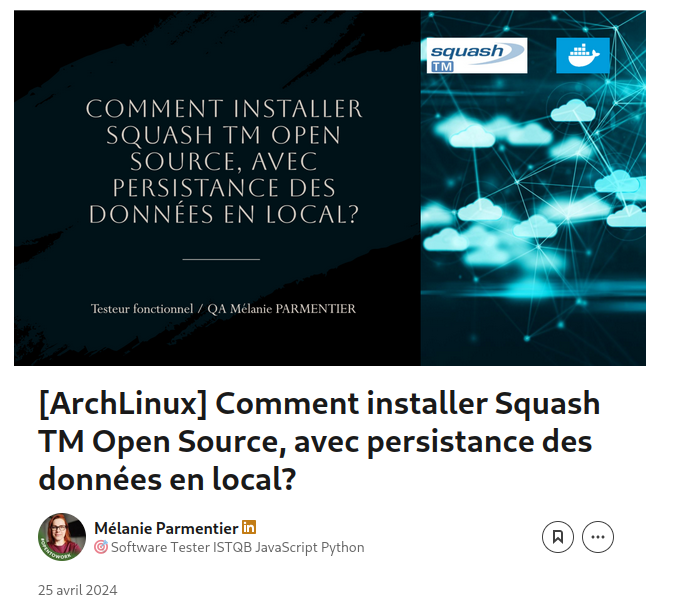 squash
TM
COMMENT INSTALLER
SQUASH TM OPEN
SOURCE, AVEC
PERSISTANCE DES
DONNÉES EN LOCAL?
Testeur fonctionnel / QA Mélanie PARMENTIER
[ArchLinux] Comment installer Squash
TM Open Source, avec persistance des
données en local?
Mélanie Parmentier in
🎯 Software Tester ISTQB JavaScript Python
#OPENTOWORK
25 avril 2024